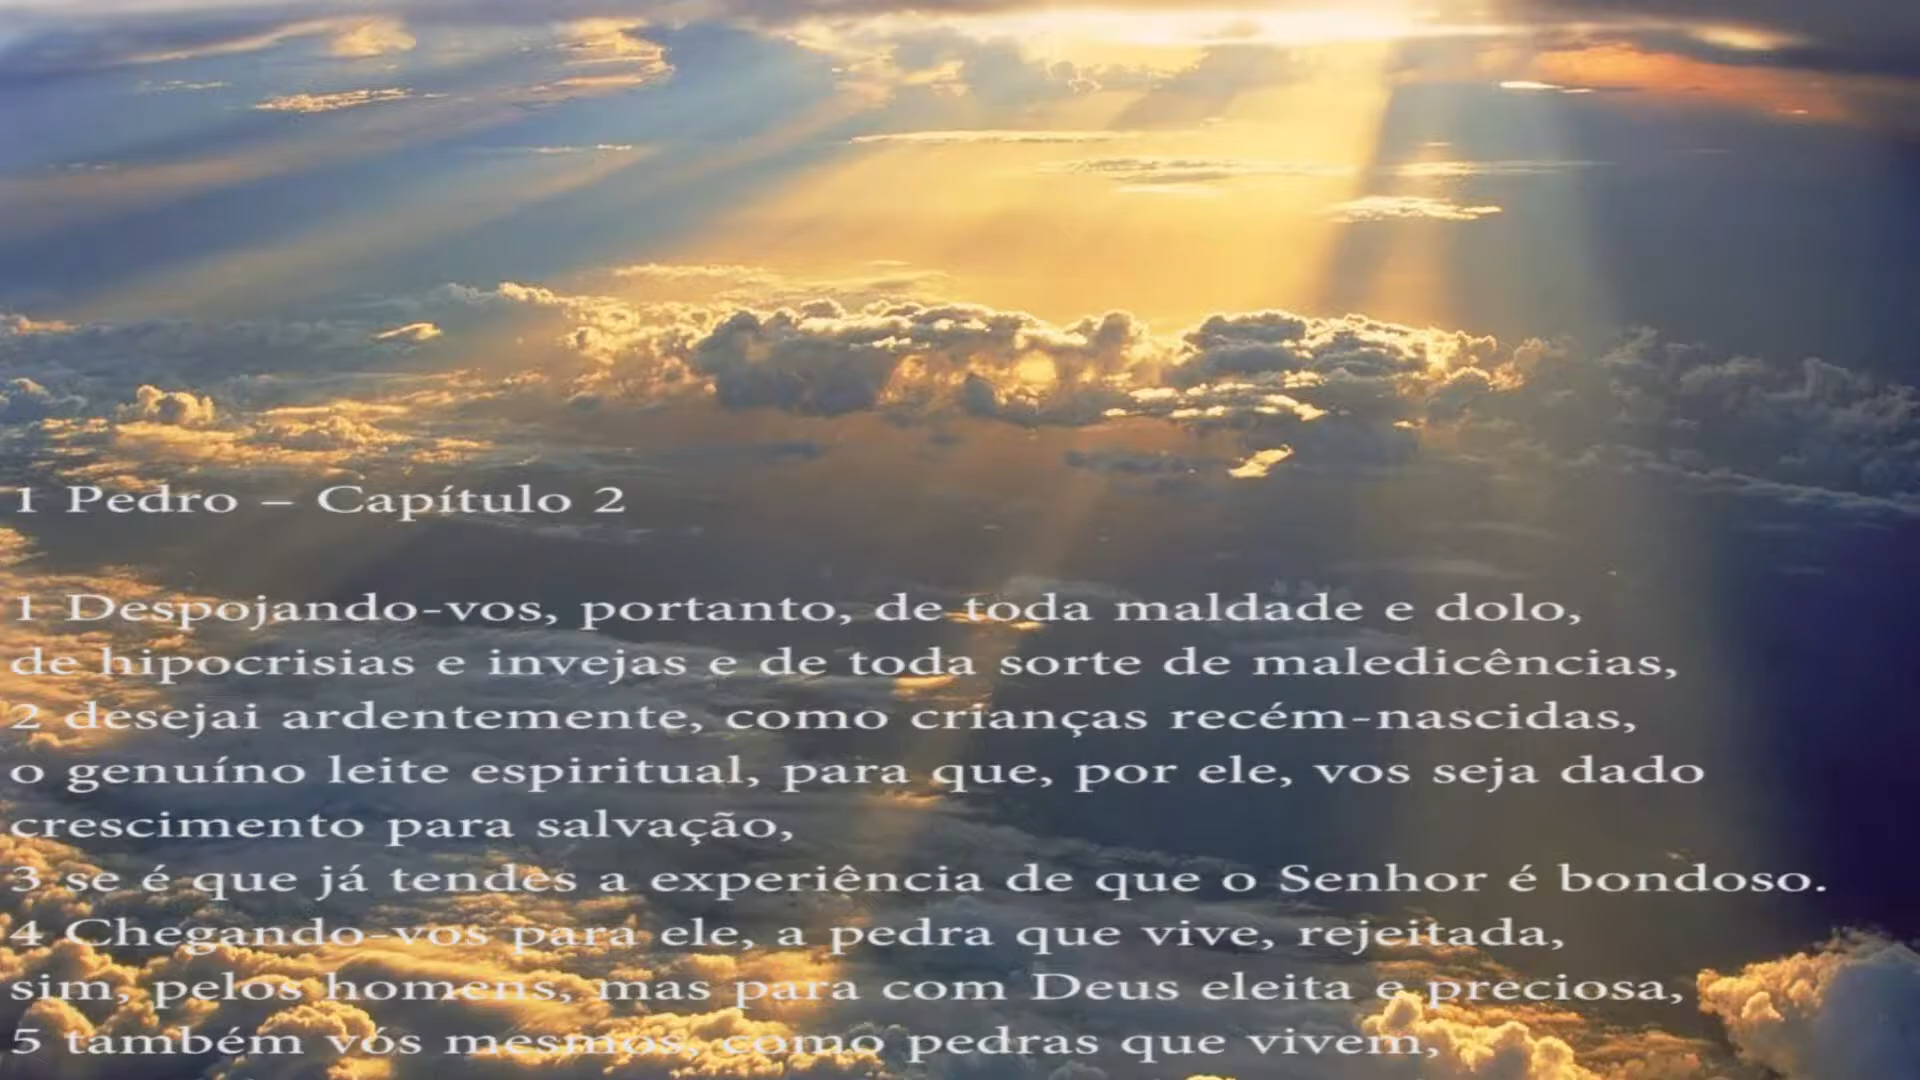 1 Pedro – Capítulo 2
1 Despojando-vos, portanto, de toda maldade e dolo,
de hipocrisias e invejas e de toda sorte de maledicências,
2 desejai ardentemente, como crianças recém-nascidas,
o genuíno leite espiritual, para que, por ele, vos seja dado
crescimento para salvação,
3 se é que já tendes a experiência de que o Senhor é bondoso.
4 Chegando-vos para ele, a pedra que vive, rejeitada,
sim, pelos homens, mas para com Deus eleita e preciosa,
5 também vós mesmos, como pedras que vivem,